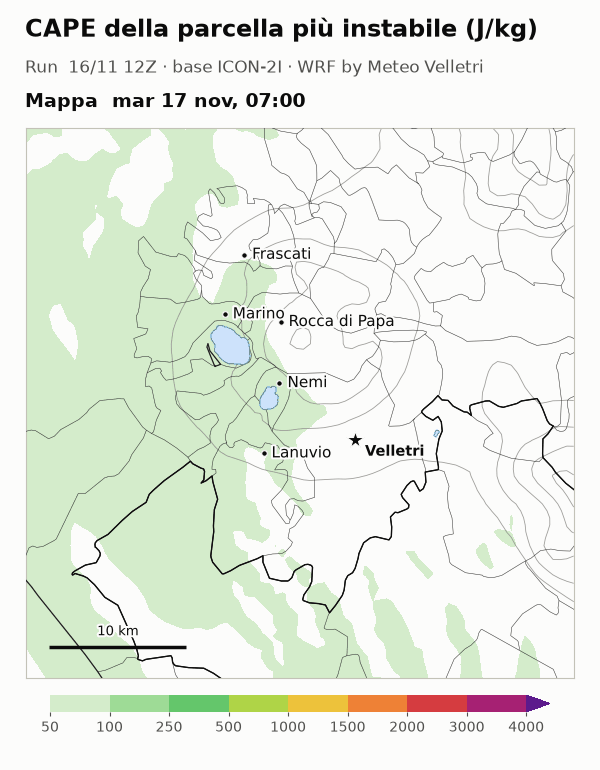 CAPE della parcella più instabile (J/kg)
Run  16/11 12Z · base ICON-2I · WRF by Meteo Velletri
Mappa  mar 17 nov, 07:00
Frascati
Marino
Rocca di Papa
Nemi
Velletri
Lanuvio
10 km
50 100 250 500 1000 1500 2000 3000 4000